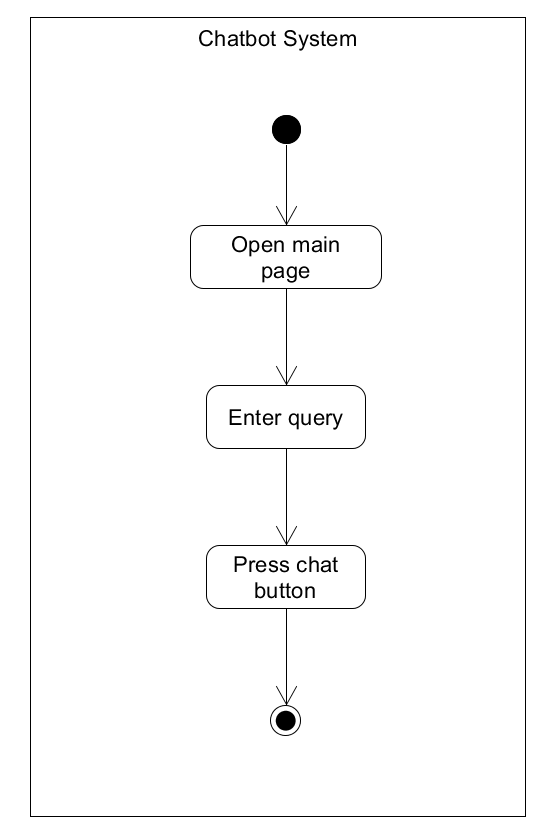 Chatbot System
Open main
page
Enter query
Press chat
button